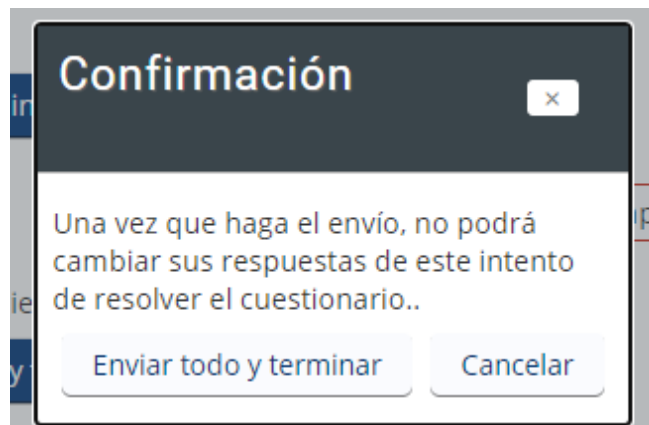 Confirmación
×
Una vez que haga el envío, no podrá
cambiar sus respuestas de este intento
de resolver el cuestionario..
Enviar todo y terminar Cancelar